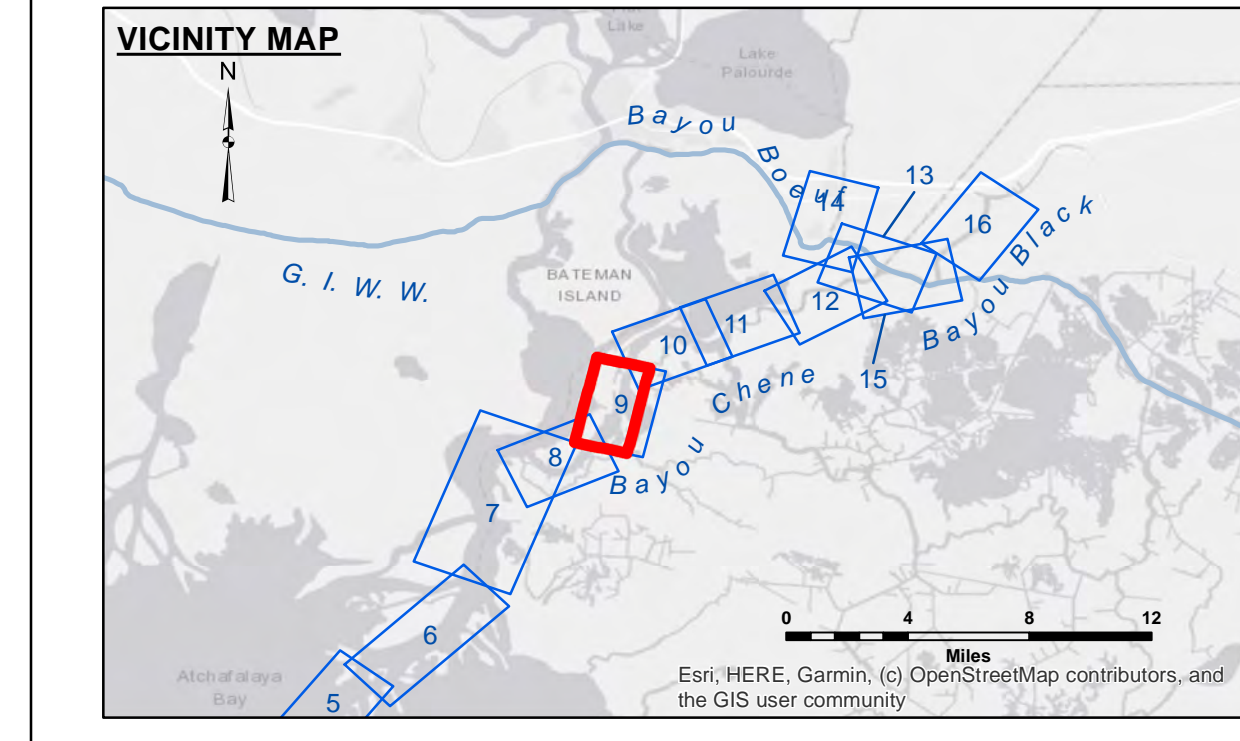 VICINITY MAP
N
Lake
Lake
Palourde
Bayou Boeuf
13
14
16
G. I. W. W.
BATEMAN
ISLAND
Bayou Black
12
11
10
15
9
Bayou Chene
8
7
6
5
0 4 8 12
Miles
Atchafalaya
Bay
Esri, HERE, Garmin, (c) OpenStreetMap contributors, and
the GIS user community